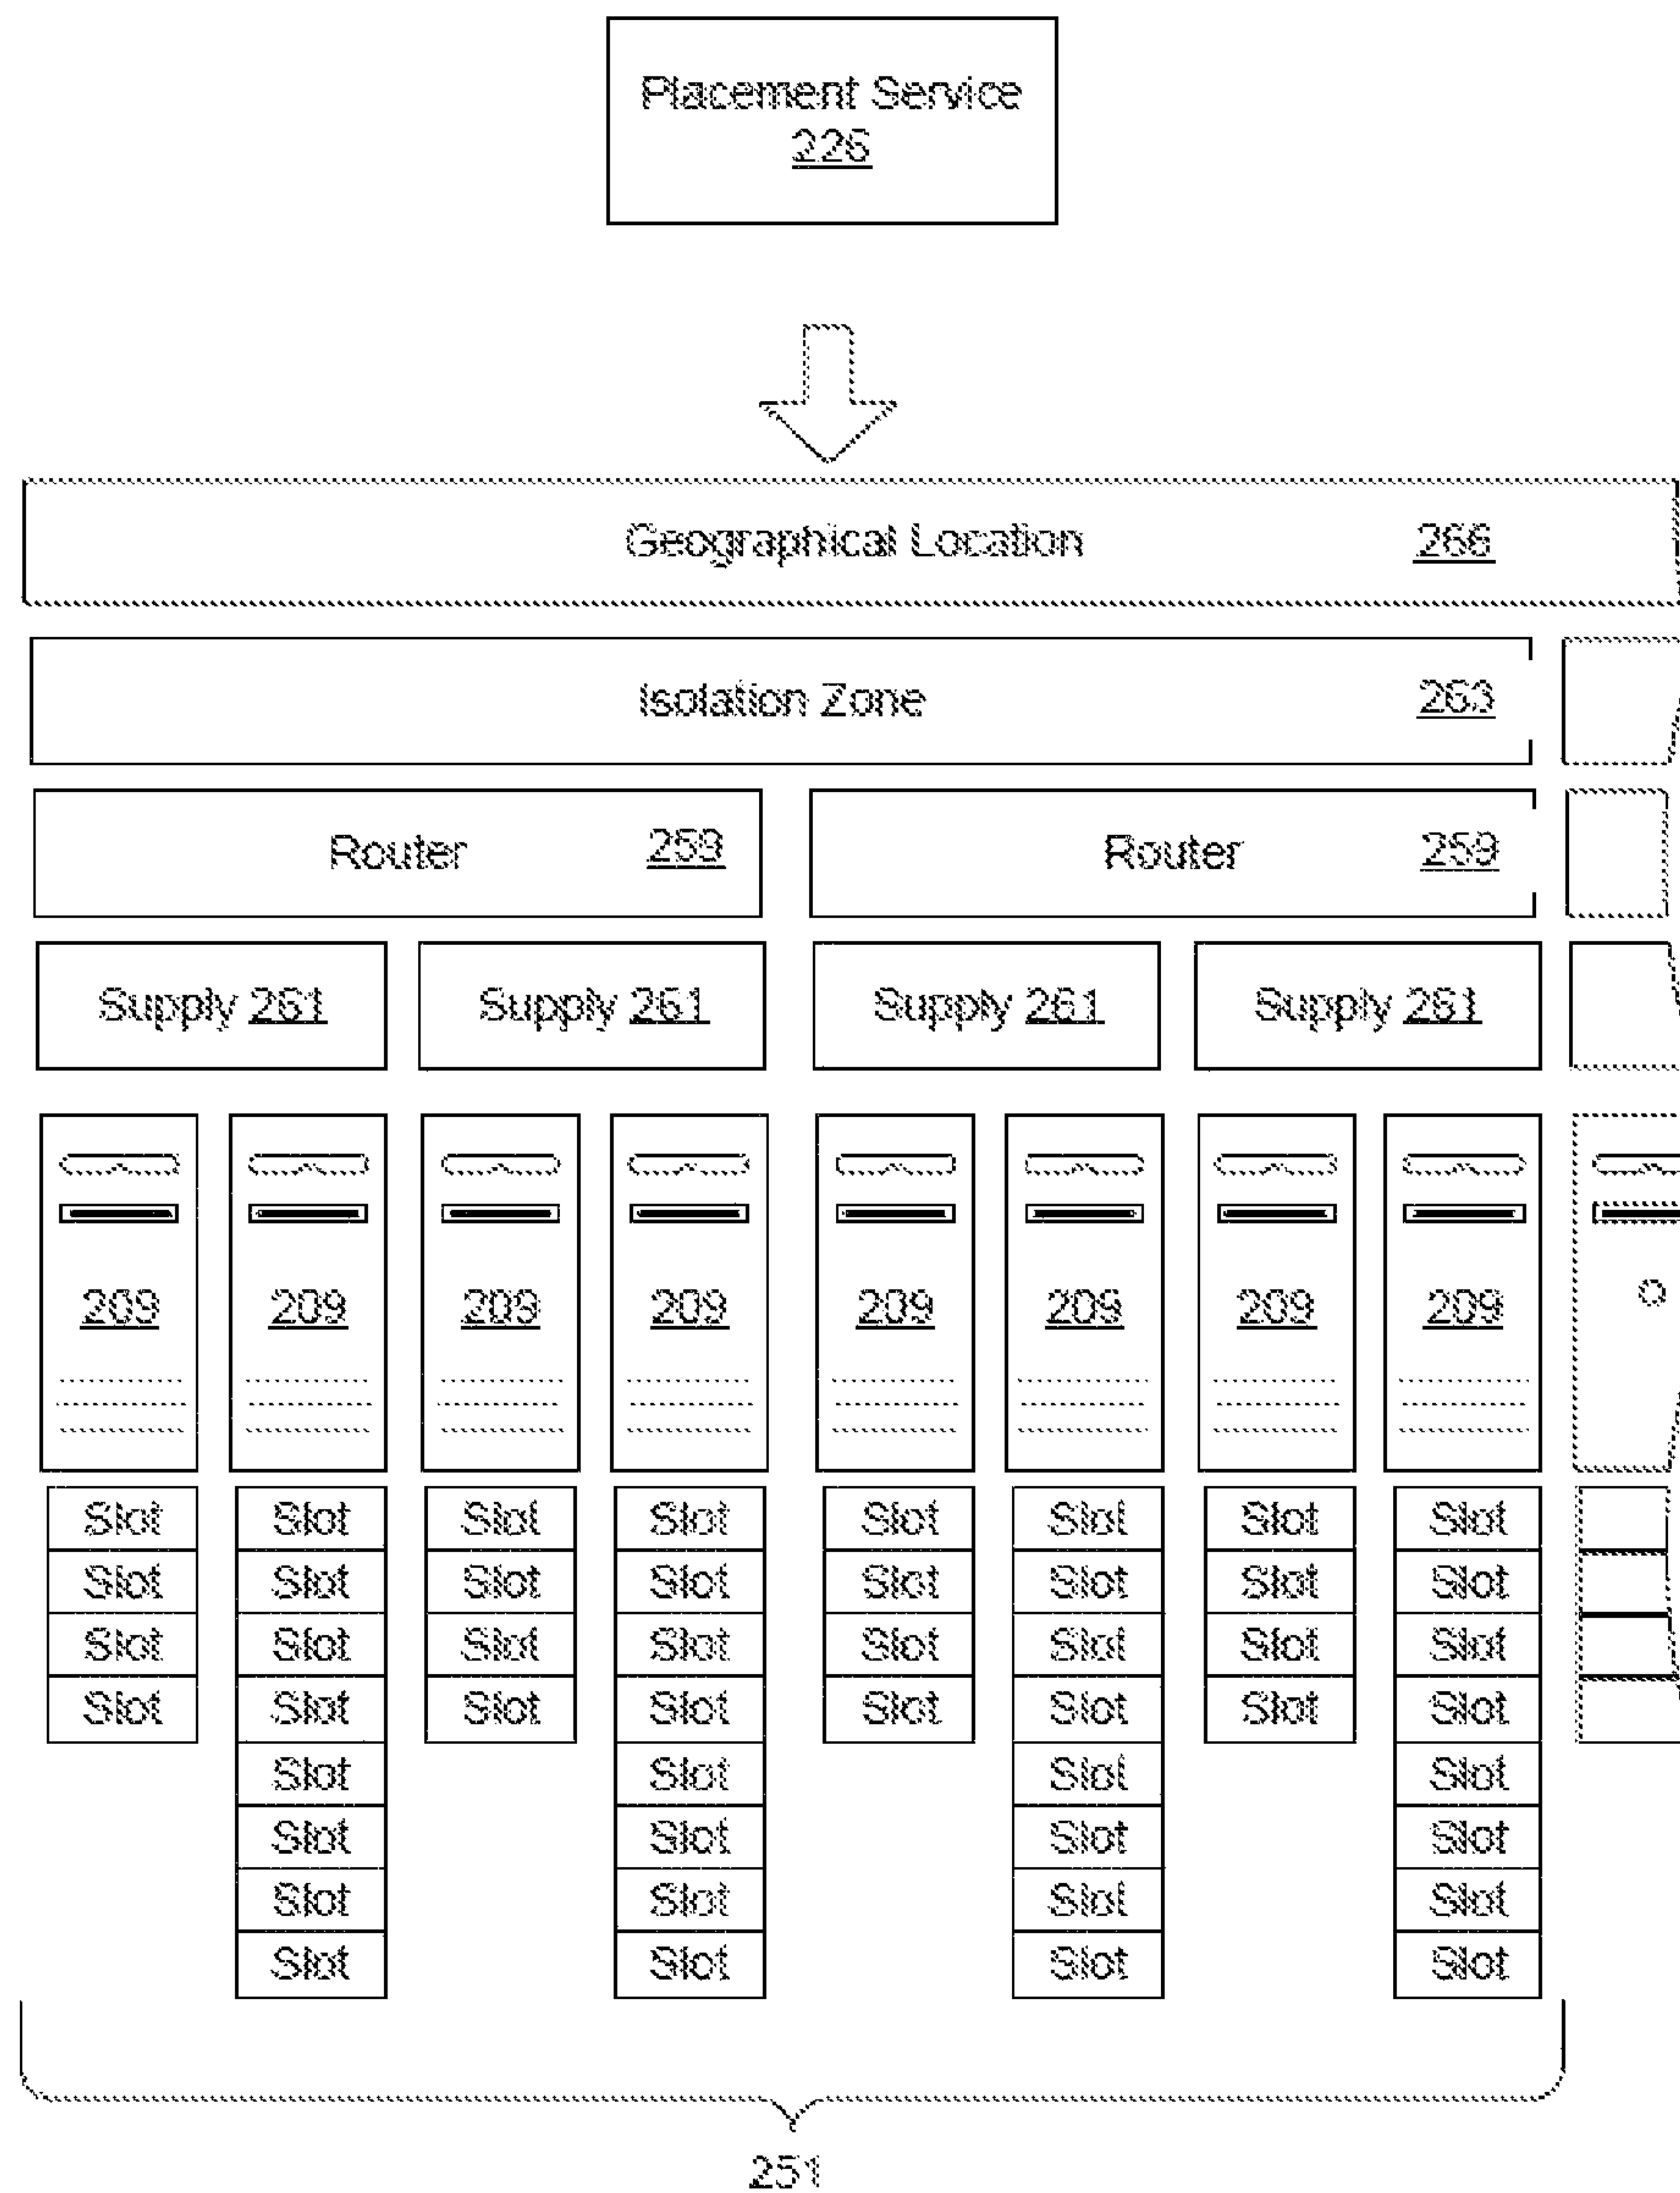 Placement Service
226
Geographical Location 266
Isolation Zone 263
Router 259 Router 259
Supply 261 Supply 261 Supply 261 Supply 261
209 209 209 209 209 209 209 209
Slot Slot Slot Slot Slot Slot Slot Slot
Slot Slot Slot Slot Slot Slot Slot Slot
Slot Slot Slot Slot Slot Slot Slot Slot
Slot Slot Slot Slot Slot Slot Slot Slot
Slot Slot Slot Slot
Slot Slot Slot Slot
Slot Slot Slot Slot
Slot Slot Slot Slot
251